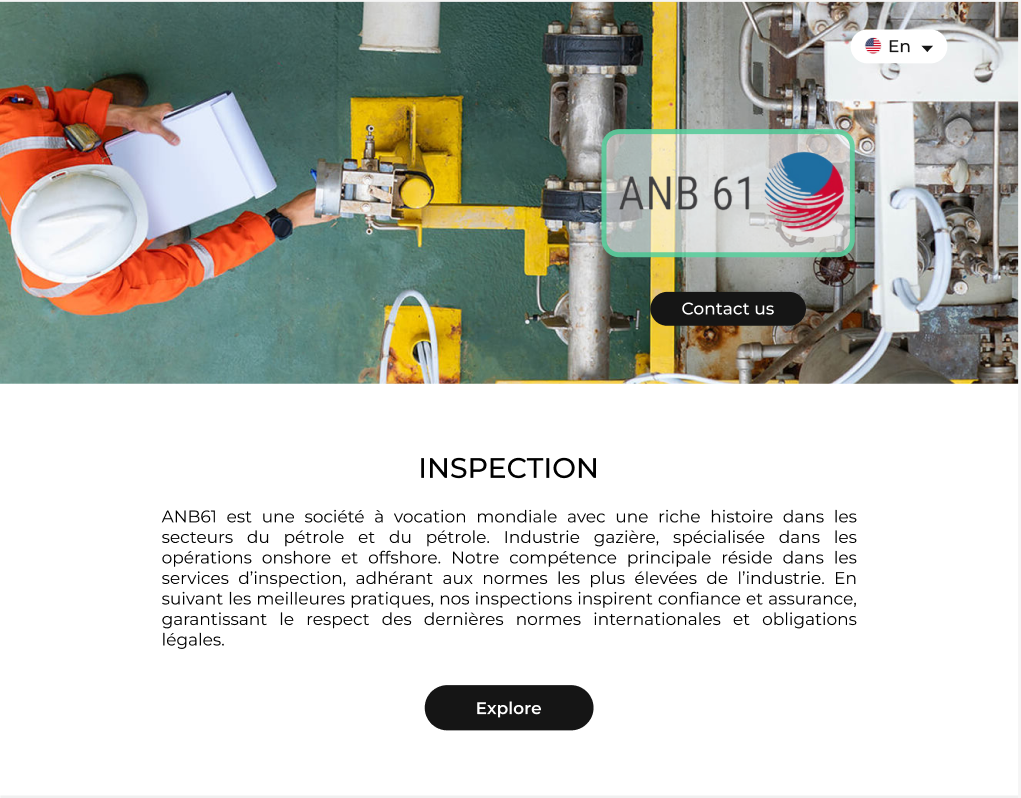 En
ANB 61
Contact us
INSPECTION
ANB61 est une société à vocation mondiale avec une riche histoire dans les
secteurs du pétrole et du pétrole. Industrie gazière, spécialisée dans les
opérations onshore et offshore. Notre compétence principale réside dans les
services d’inspection, adhérant aux normes les plus élevées de l’industrie. En
suivant les meilleures pratiques, nos inspections inspirent confiance et assurance,
garantissant le respect des dernières normes internationales et obligations
légales.
Explore